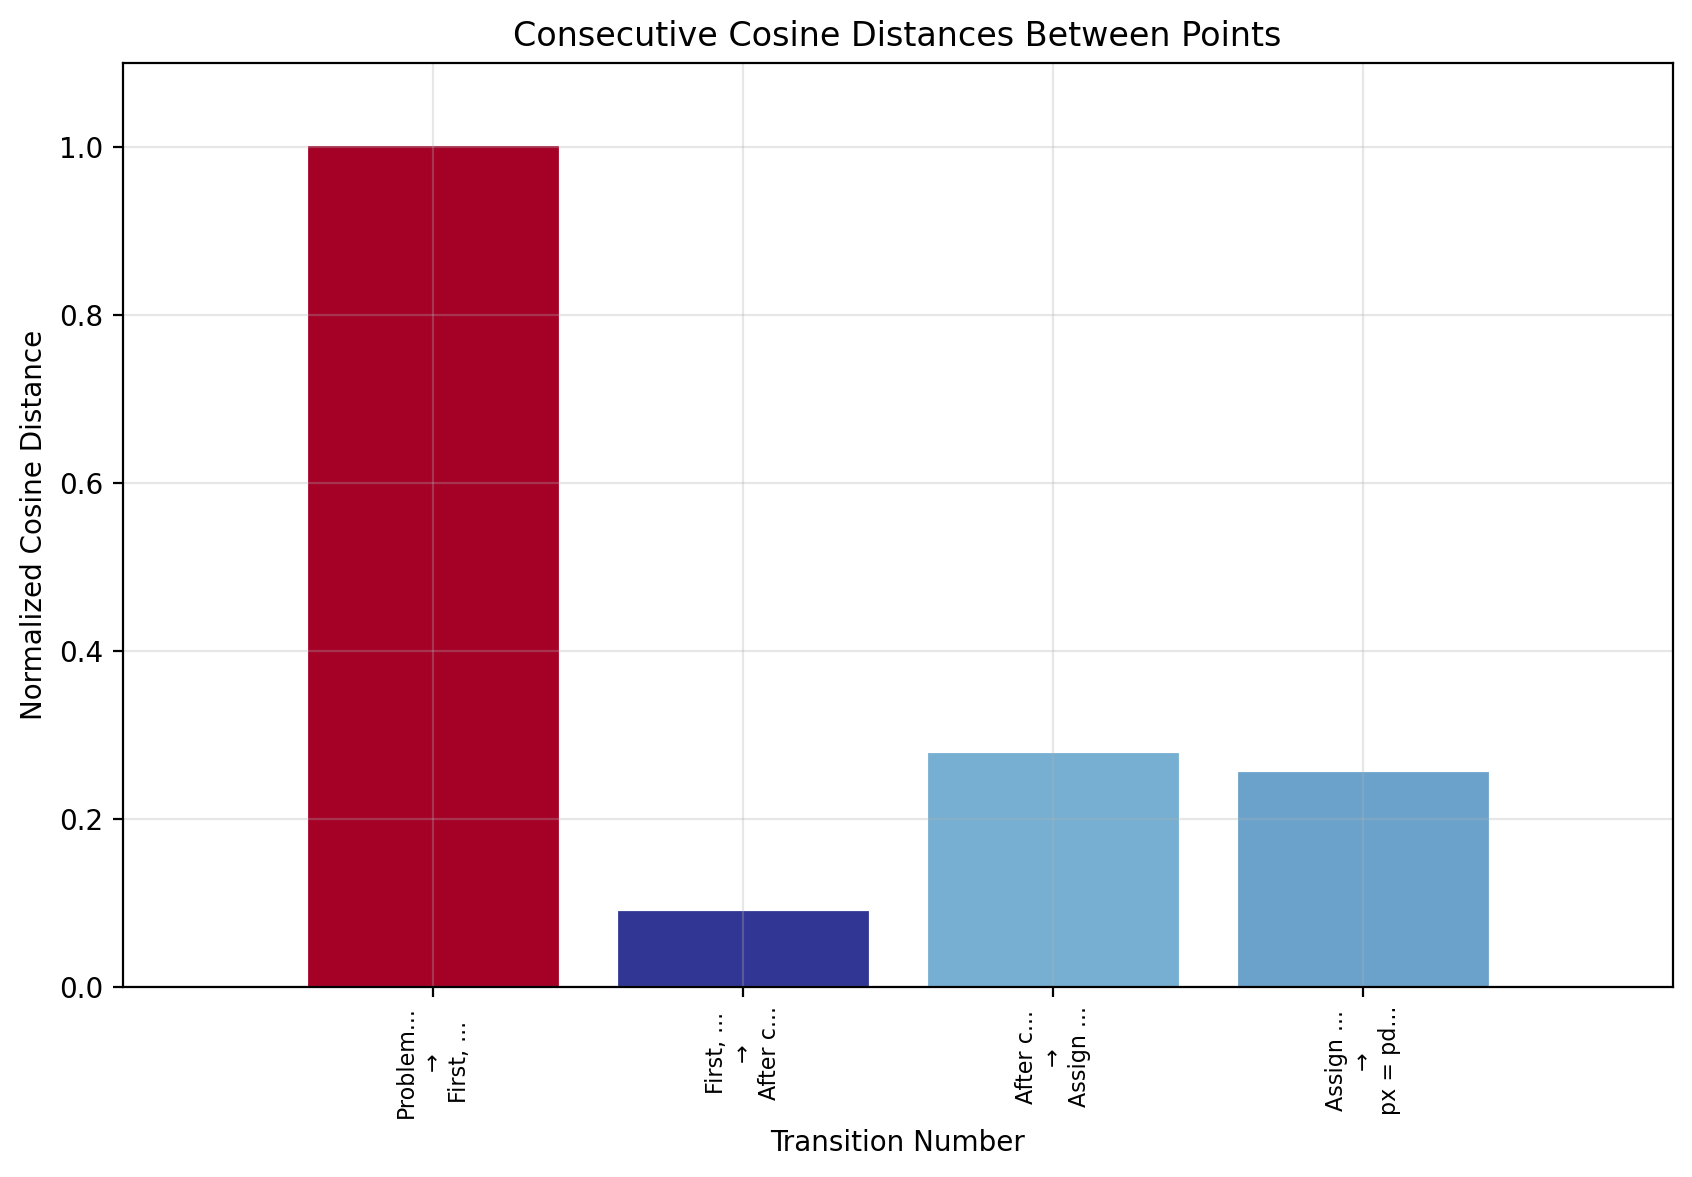 Consecutive Cosine Distances Between Points
Normalized Cosine Distance
1.0
0.8
0.6
0.4
0.2
0.0
Problem...
→
First, ...
First, ...
→
After c...
After c...
→
Assign ...
Assign ...
→
px = pd...
Transition Number